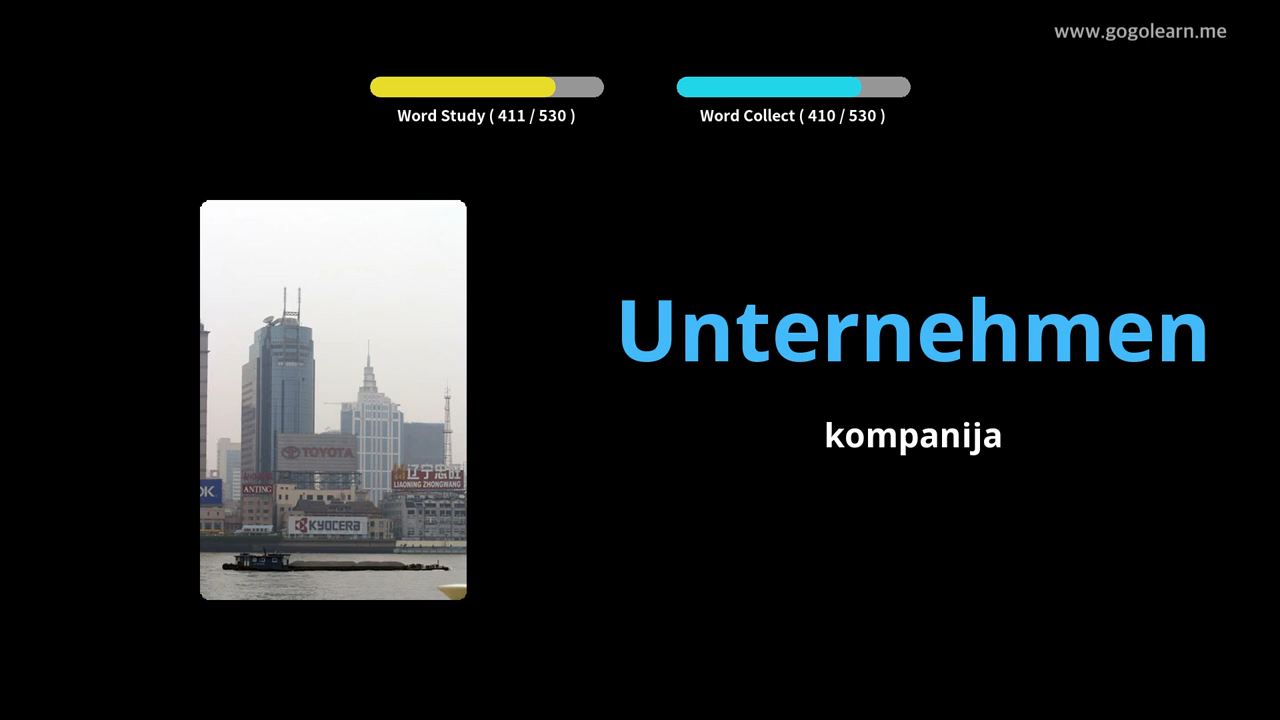 www.gogolearn.me
Word Study ( 411 / 530 )
Word Collect ( 410 / 530 )
Unternehmen
kompanija
TOYOTA
辽宁忠旺
LIAONING ZHONGWANG
OK
ANTING
KYOCERA